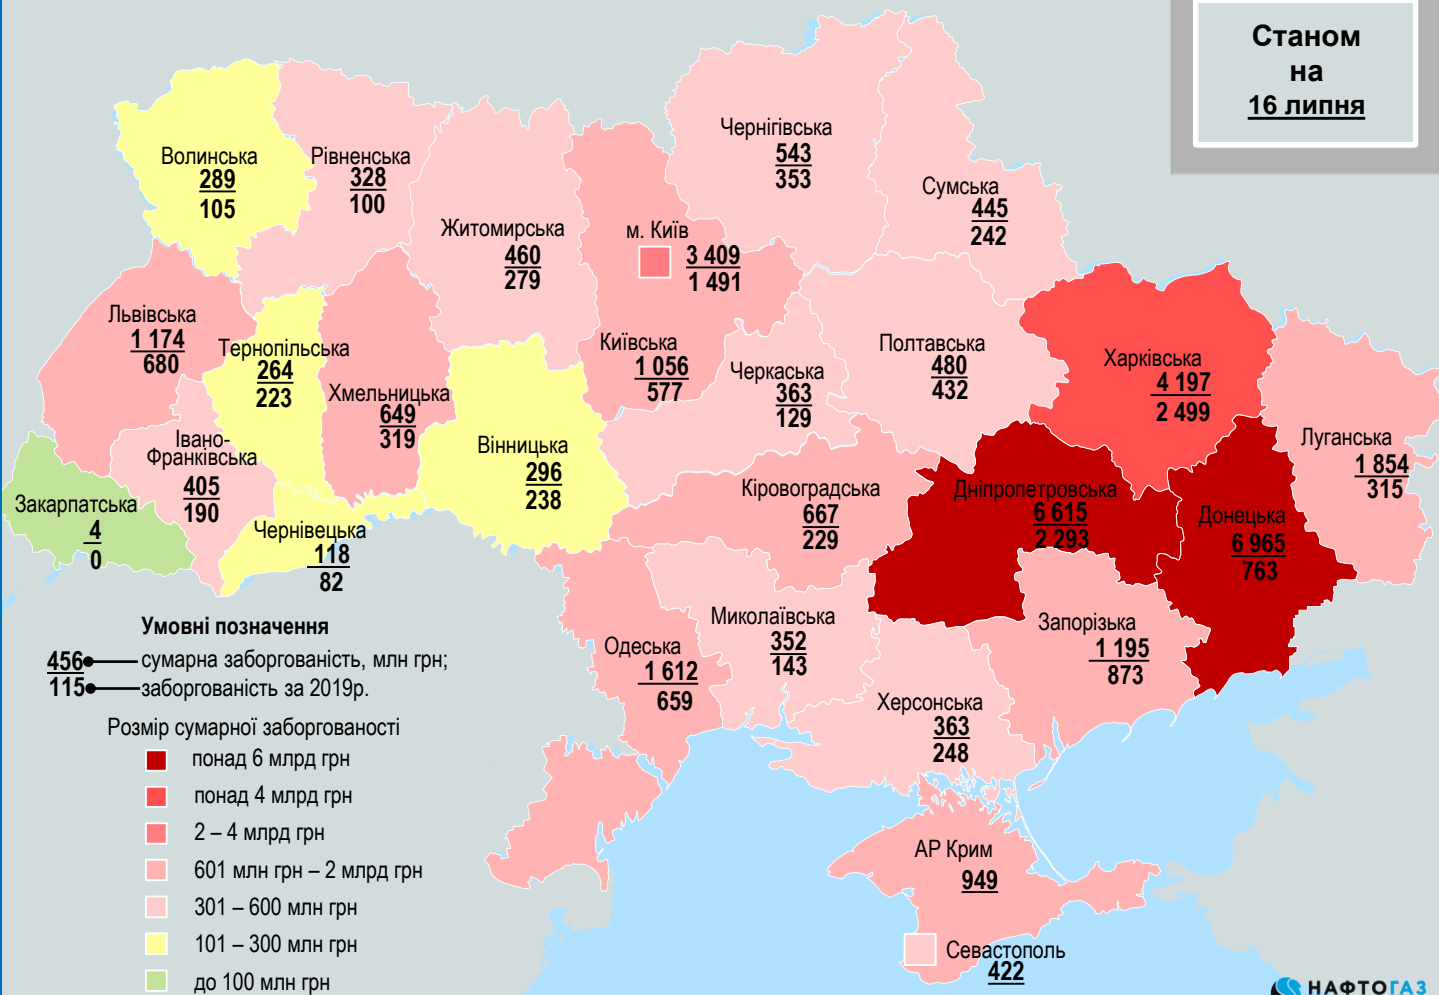 Станом
на
16 липня
Волинська
289
105
Рівненська
328
100
Житомирська
460
279
м. Київ
3 409
1 491
Чернігівська
543
353
Сумська
445
242
Львівська
1 174
680
Тернопільська
264
223
Хмельницька
649
319
Київська
1 056
577
Черкаська
363
129
Полтавська
480
432
Харківська
4 197
2 499
Луганська
1 854
315
Івано-
Франківська
405
190
Закарпатська
4
0
Чернівецька
118
82
Вінницька
296
238
Кіровоградська
667
229
Дніпропетровська
6 615
2 293
Донецька
6 965
763
Одеська
1 612
659
Миколаївська
352
143
Запорізька
1 195
873
Херсонська
363
248
АР Крим
949
Севастополь
422
Умовні позначення
456 сумарна заборгованість, млн грн;
115 заборгованість за 2019р.
Розмір сумарної заборгованості
понад 6 млрд грн
понад 4 млрд грн
2 – 4 млрд грн
601 млн грн – 2 млрд грн
301 – 600 млн грн
101 – 300 млн грн
до 100 млн грн
НАФТОГАЗ